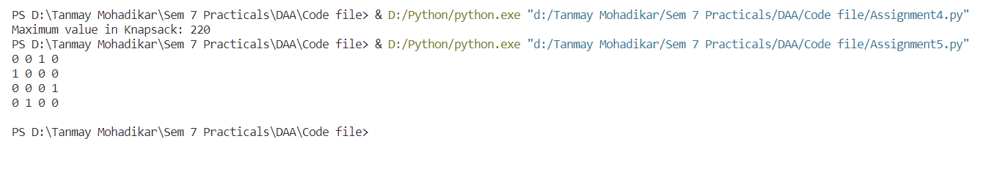 PS D:\Tanmay Mohadikar\Sem 7 Practicals\DAA\Code file> & D:/Python/python.exe "d:/Tanmay Mohadikar/Sem 7 Practicals/DAA/Code file/Assignment4.py"
Maximum value in Knapsack: 220
PS D:\Tanmay Mohadikar\Sem 7 Practicals\DAA\Code file> & D:/Python/python.exe "d:/Tanmay Mohadikar/Sem 7 Practicals/DAA/Code file/Assignment5.py"
0 0 1 0
1 0 0 0
0 0 0 1
0 1 0 0
PS D:\Tanmay Mohadikar\Sem 7 Practicals\DAA\Code file>